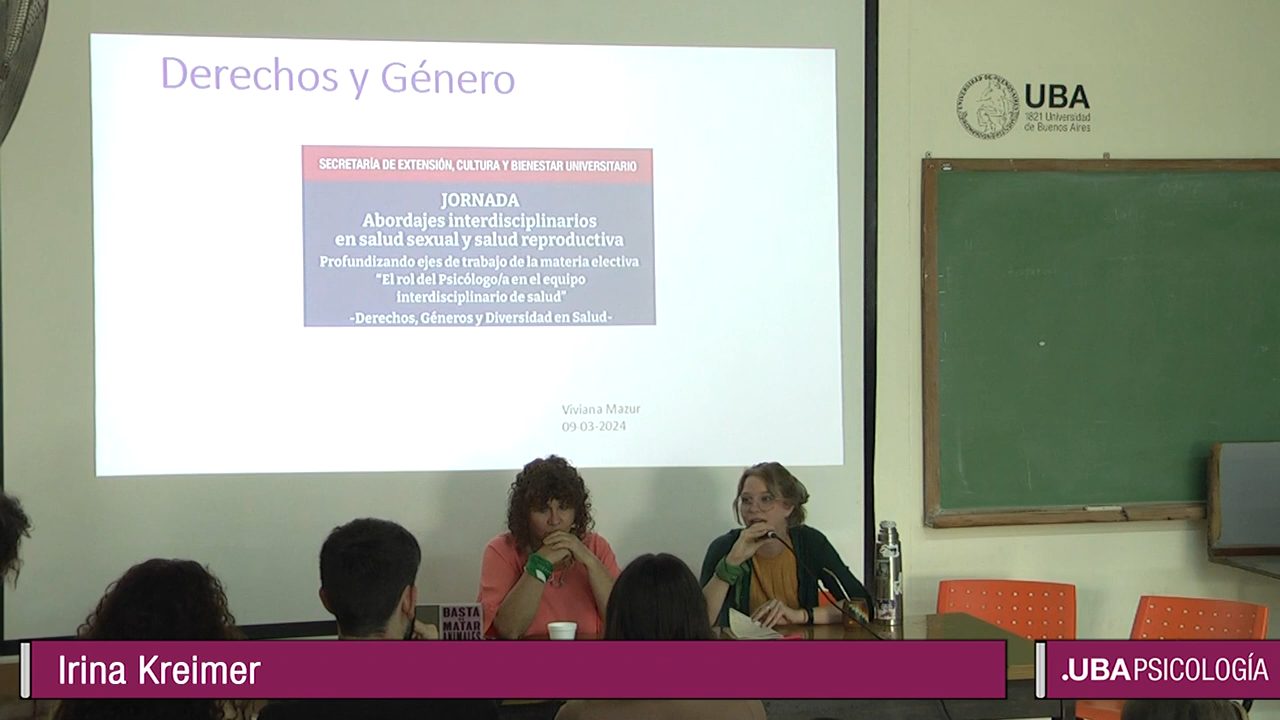 Derechos y Género
SECRETARÍA DE EXTENSIÓN, CULTURA Y BIENESTAR UNIVERSITARIO
JORNADA
Abordajes interdisciplinarios
en salud sexual y salud reproductiva
Profundizando ejes de trabajo de la materia electiva
"El rol del Psicólogo/a en el equipo
interdisciplinario de salud"
-Derechos, Géneros y Diversidad en Salud-
Viviana Mazur
09-03-2024
UBA
1821 Universidad
de Buenos Aires
BASTA
MATAR
ANIMALES
Irina Kreimer
.UBAPSICOLOGÍA